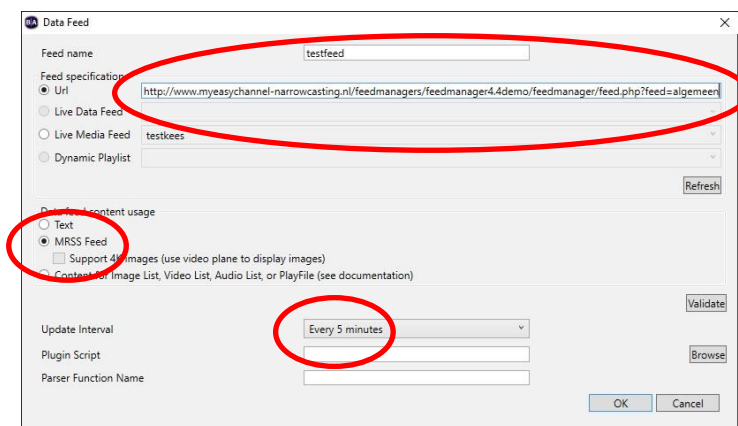 BA Data Feed
Feed name testfeed
Feed specification
Url http://www.myeasychannel-narrowcasting.nl/feedmanagers/feedmanager4.4demo/feedmanager/feed.php?feed=algemeen
Live Data Feed
Live Media Feed testkees
Dynamic Playlist
Refresh
Data feed content usage
Text
MRSS Feed
Support 4K images (use video plane to display images)
Content for Image List, Video List, Audio List, or PlayFile (see documentation)
Validate
Update Interval Every 5 minutes
Plugin Script Browse
Parser Function Name
OK Cancel